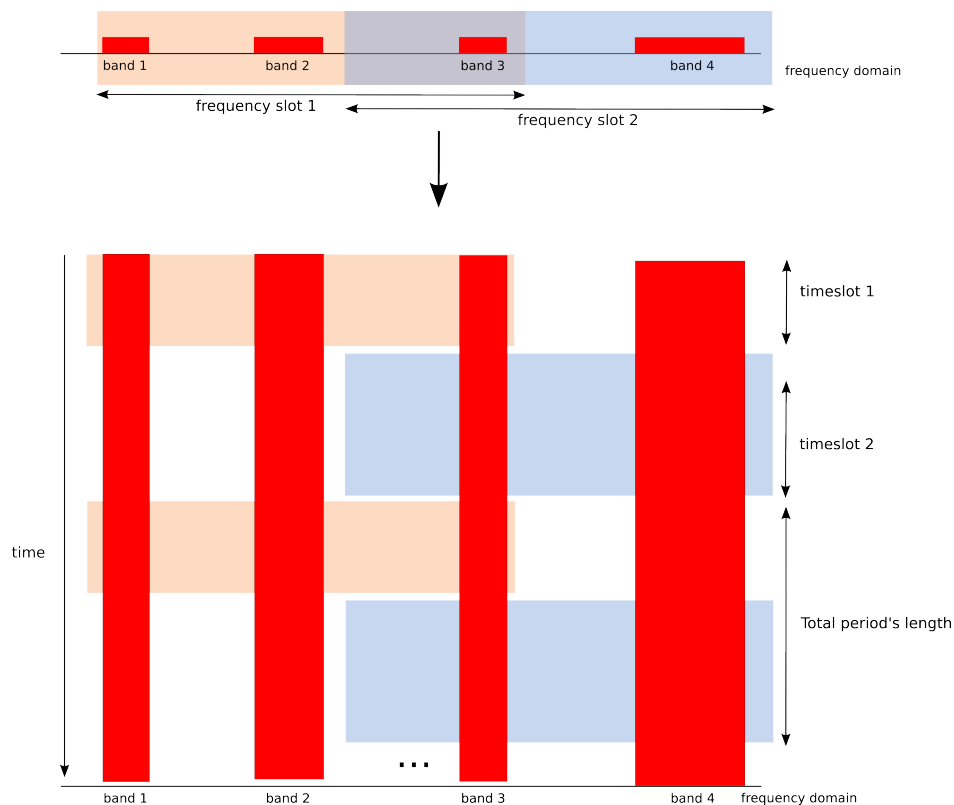 band 1
band 2
band 3
band 4
frequency domain
frequency slot 1
frequency slot 2
timeslot 1
timeslot 2
time
Total period's length
...
band 1
band 2
band 3
band 4
frequency domain